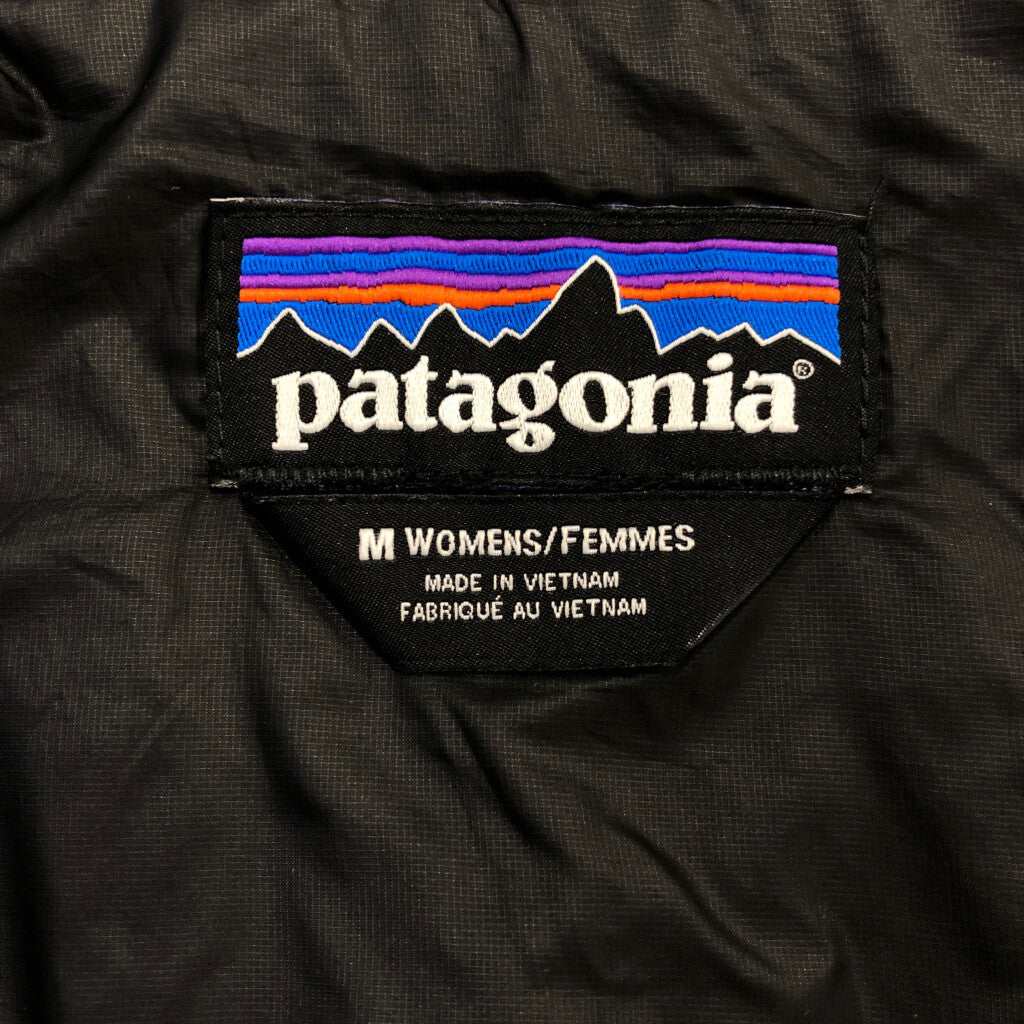 patagonia®
M WOMENS/FEMMES
MADE IN VIETNAM
FABRIQUÉ AU VIETNAM